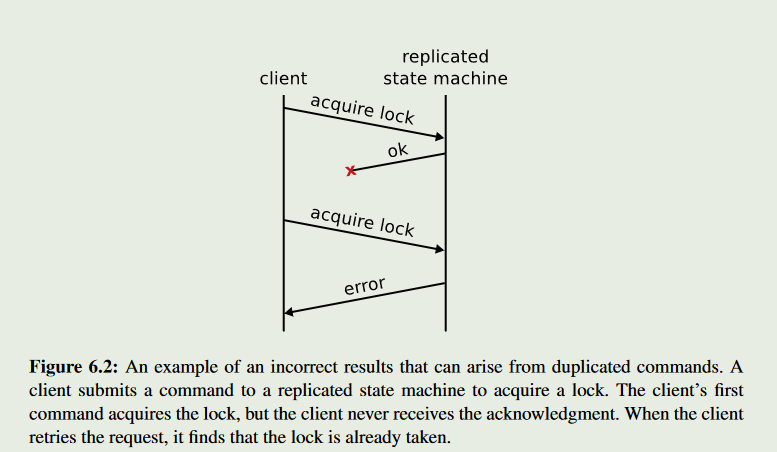 replicated
client
state machine
acquire lock
ok
acquire lock
error
Figure 6.2: An example of an incorrect results that can arise from duplicated commands. A
client submits a command to a replicated state machine to acquire a lock. The client's first
command acquires the lock, but the client never receives the acknowledgment. When the client
retries the request, it finds that the lock is already taken.